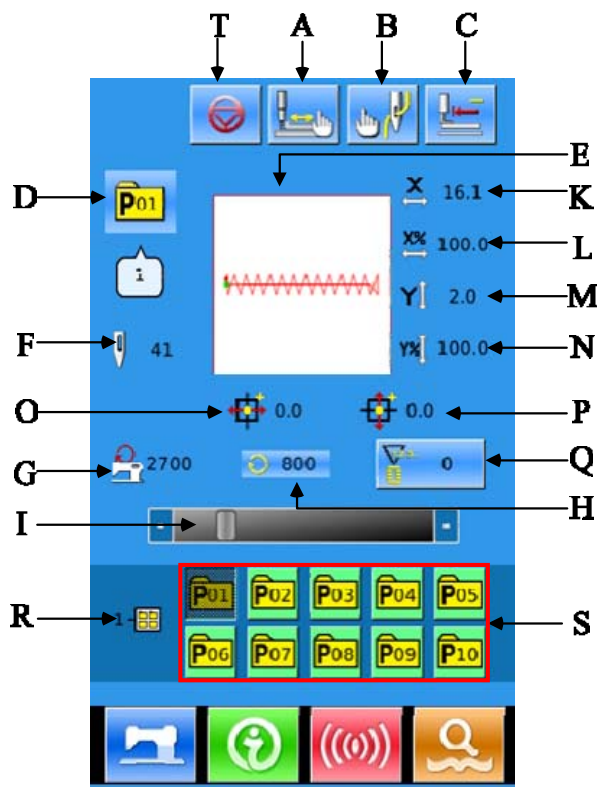 T A B C
E
D P01 X 16.1 K
X% 100.0 L
i
Y 2.0 M
F 41 Y% 100.0 N
O 0.0 0.0 P
G 2700 800 0 Q
I H
R 1- P01 P02 P03 P04 P05 S
P06 P07 P08 P09 P10
i